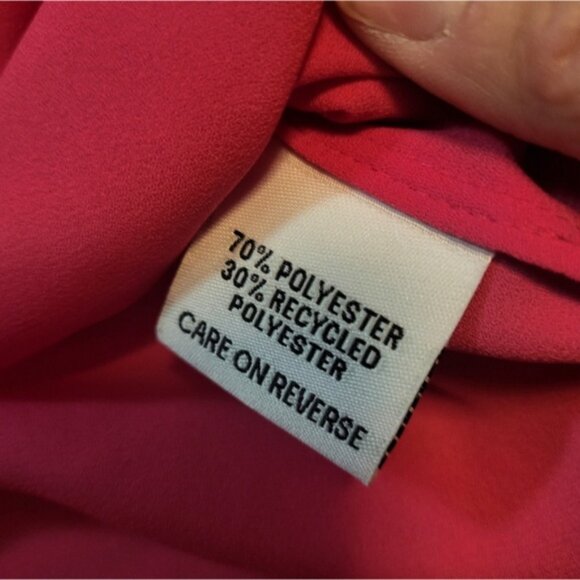 70% POLYESTER
30% RECYCLED
POLYESTER
CARE ON REVERSE